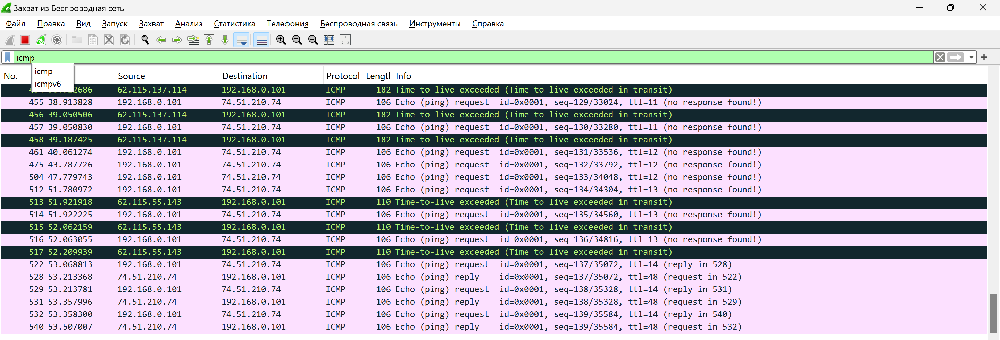 Захват из Беспроводная сеть
Файл Правка Вид Запуск Захват Анализ Статистика Телефония Беспроводная связь Инструменты Справка
icmp
icmp
icmpv6
No. Source Destination Protocol Lengtl Info
2686 62.115.137.114 192.168.0.101 ICMP 182 Time-to-live exceeded (Time to live exceeded in transit)
455 38.913828 192.168.0.101 74.51.210.74 ICMP 106 Echo (ping) request id=0x0001, seq=129/33024, ttl=11 (no response found!)
456 39.050506 62.115.137.114 192.168.0.101 ICMP 182 Time-to-live exceeded (Time to live exceeded in transit)
457 39.050830 192.168.0.101 74.51.210.74 ICMP 106 Echo (ping) request id=0x0001, seq=130/33280, ttl=11 (no response found!)
458 39.187425 62.115.137.114 192.168.0.101 ICMP 182 Time-to-live exceeded (Time to live exceeded in transit)
461 40.061274 192.168.0.101 74.51.210.74 ICMP 106 Echo (ping) request id=0x0001, seq=131/33536, ttl=12 (no response found!)
475 43.787726 192.168.0.101 74.51.210.74 ICMP 106 Echo (ping) request id=0x0001, seq=132/33792, ttl=12 (no response found!)
504 47.779743 192.168.0.101 74.51.210.74 ICMP 106 Echo (ping) request id=0x0001, seq=133/34048, ttl=12 (no response found!)
512 51.780972 192.168.0.101 74.51.210.74 ICMP 106 Echo (ping) request id=0x0001, seq=134/34304, ttl=13 (no response found!)
513 51.921918 62.115.55.143 192.168.0.101 ICMP 110 Time-to-live exceeded (Time to live exceeded in transit)
514 51.922225 192.168.0.101 74.51.210.74 ICMP 106 Echo (ping) request id=0x0001, seq=135/34560, ttl=13 (no response found!)
515 52.062159 62.115.55.143 192.168.0.101 ICMP 110 Time-to-live exceeded (Time to live exceeded in transit)
516 52.063055 192.168.0.101 74.51.210.74 ICMP 106 Echo (ping) request id=0x0001, seq=136/34816, ttl=13 (no response found!)
517 52.209939 62.115.55.143 192.168.0.101 ICMP 110 Time-to-live exceeded (Time to live exceeded in transit)
522 53.068813 192.168.0.101 74.51.210.74 ICMP 106 Echo (ping) request id=0x0001, seq=137/35072, ttl=14 (reply in 528)
528 53.213368 74.51.210.74 192.168.0.101 ICMP 106 Echo (ping) reply id=0x0001, seq=137/35072, ttl=48 (request in 522)
529 53.213781 192.168.0.101 74.51.210.74 ICMP 106 Echo (ping) request id=0x0001, seq=138/35328, ttl=14 (reply in 531)
531 53.357996 74.51.210.74 192.168.0.101 ICMP 106 Echo (ping) reply id=0x0001, seq=138/35328, ttl=48 (request in 529)
532 53.358300 192.168.0.101 74.51.210.74 ICMP 106 Echo (ping) request id=0x0001, seq=139/35584, ttl=14 (reply in 540)
540 53.507007 74.51.210.74 192.168.0.101 ICMP 106 Echo (ping) reply id=0x0001, seq=139/35584, ttl=48 (request in 532)